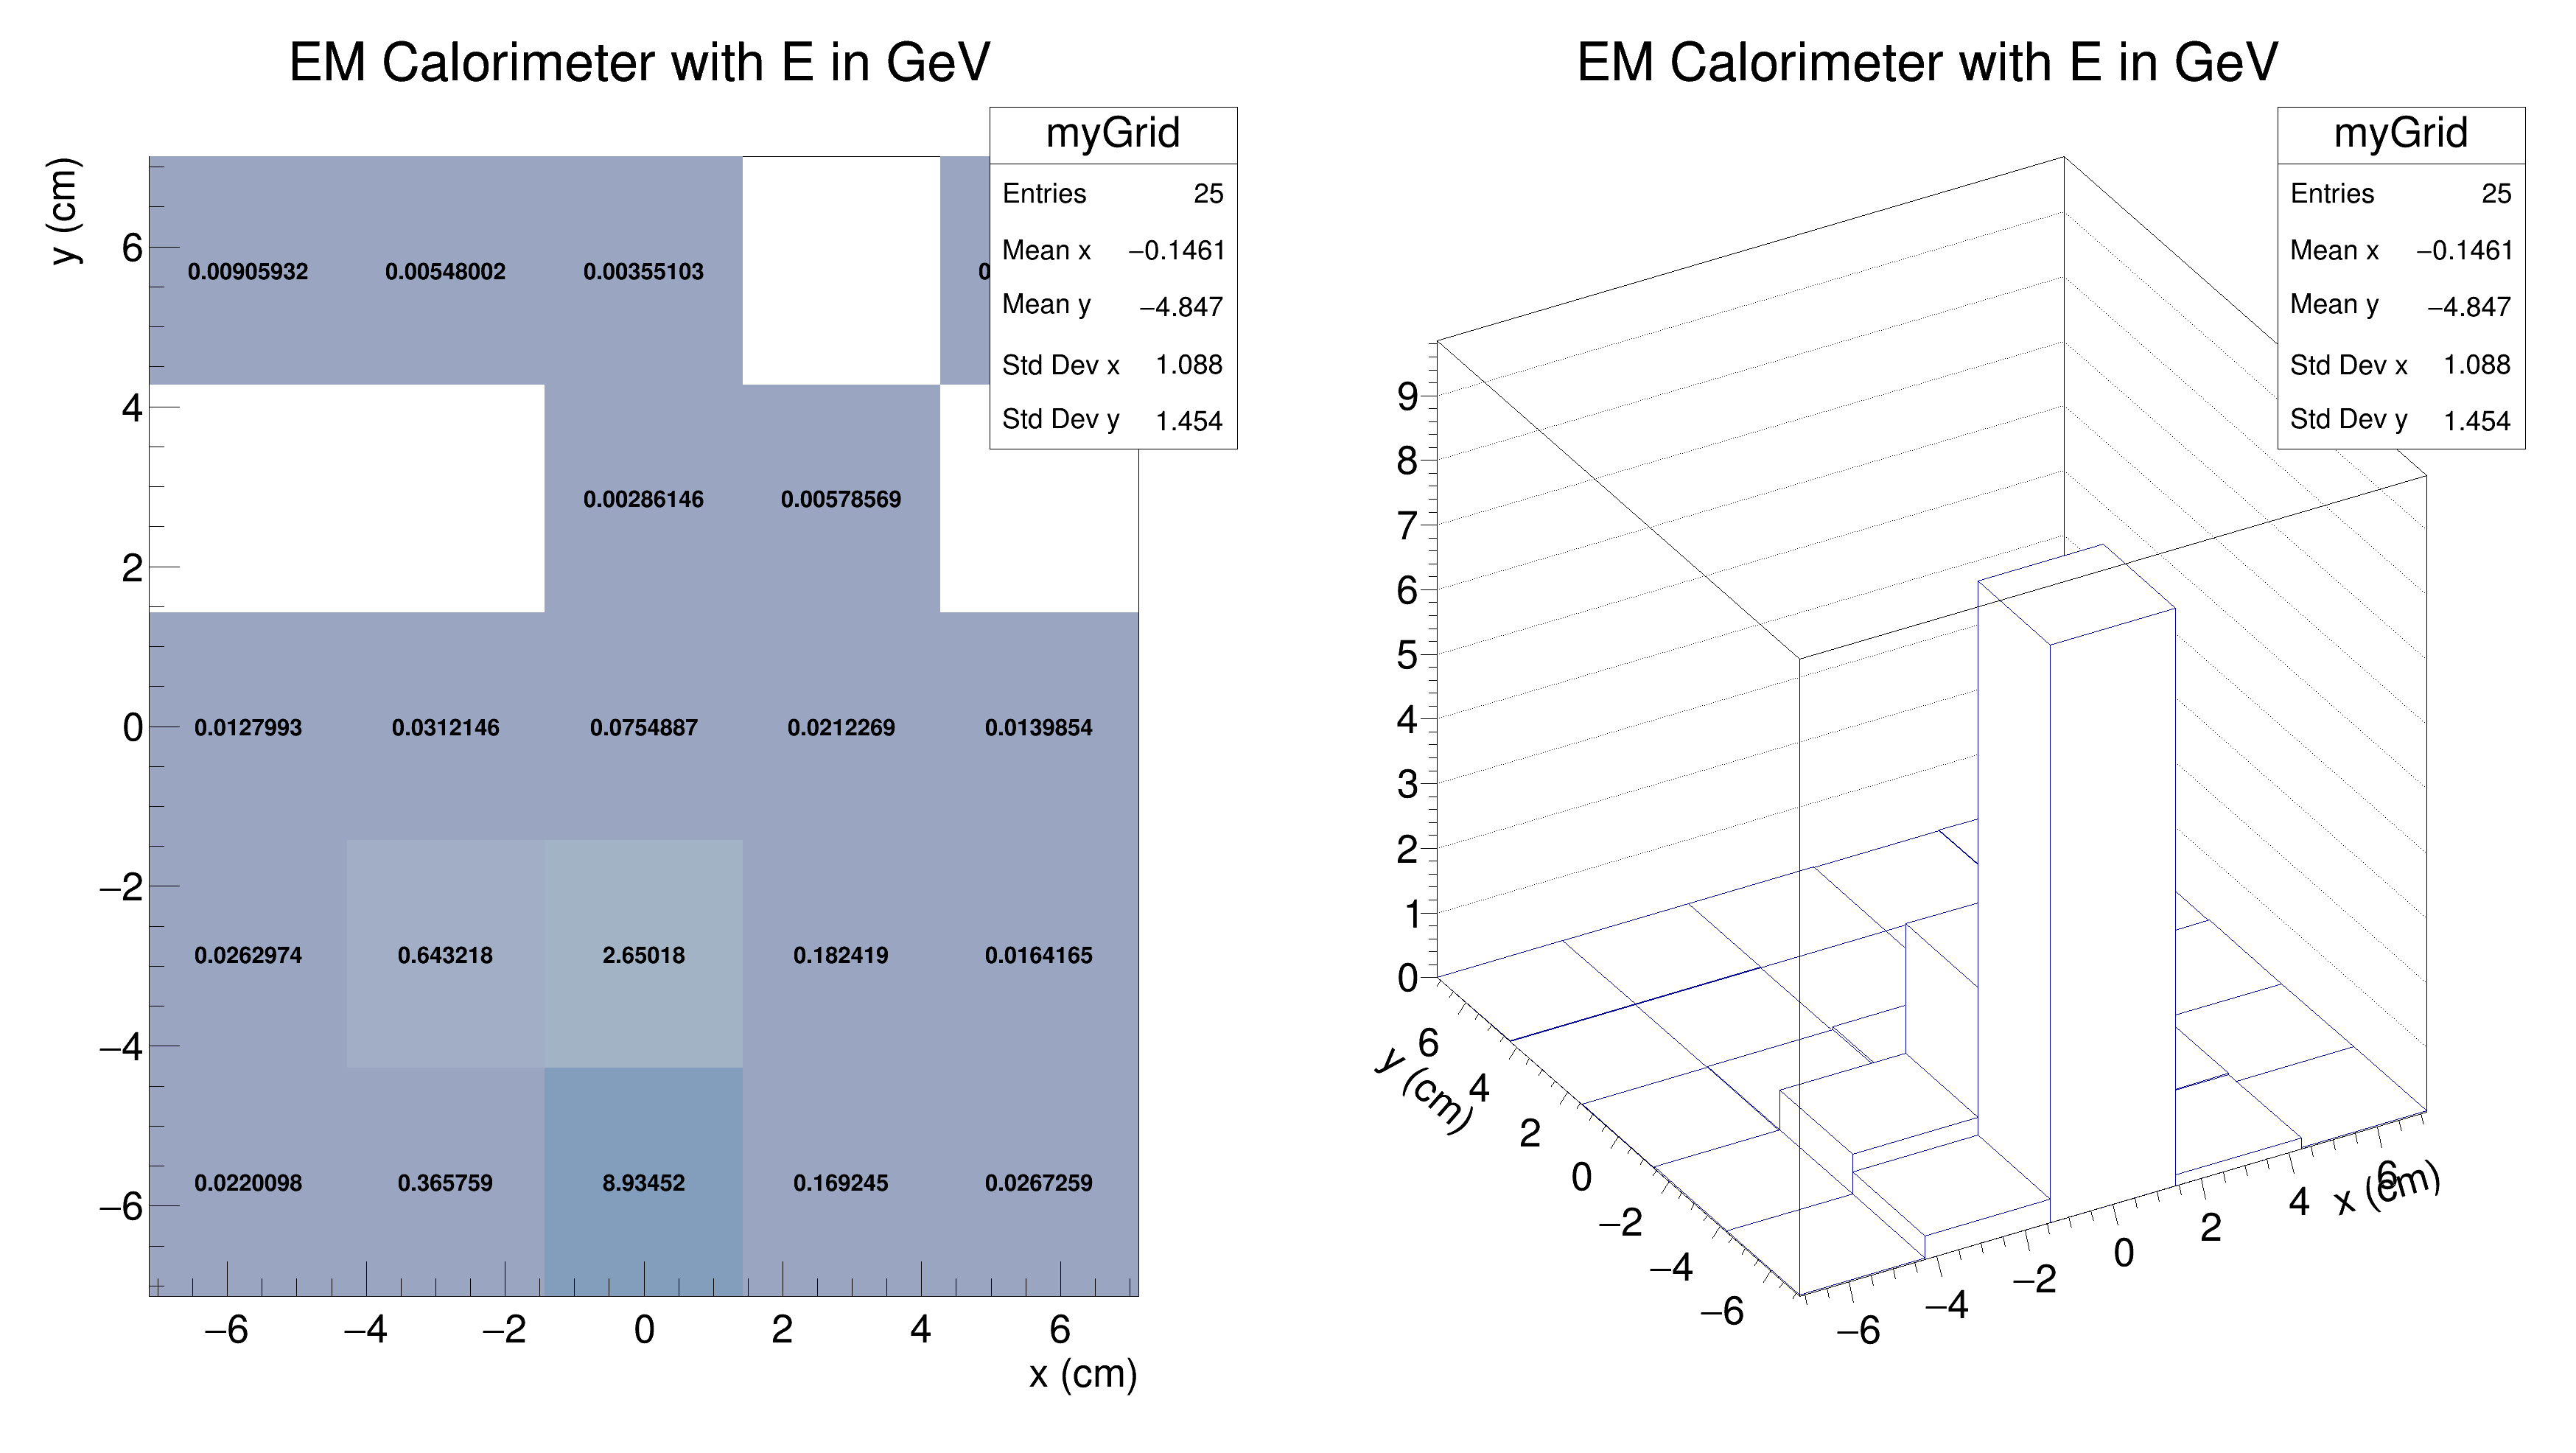 EM Calorimeter with E in GeV
myGrid
Entries 25
Mean x −0.1461
Mean y −4.847
Std Dev x 1.088
Std Dev y 1.454
y (cm)
6
4
2
0
−2
−4
−6
0.00905932 0.00548002 0.00355103
0.00286146 0.00578569
0.0127993 0.0312146 0.0754887 0.0212269 0.0139854
0.0262974 0.643218 2.65018 0.182419 0.0164165
0.0220098 0.365759 8.93452 0.169245 0.0267259
−6 −4 −2 0 2 4 6
x (cm)
EM Calorimeter with E in GeV
myGrid
Entries 25
Mean x −0.1461
Mean y −4.847
Std Dev x 1.088
Std Dev y 1.454
9
8
7
6
5
4
3
2
1
0
y (cm)
6
4
2
0
−2
−4
−6
−6 −4 −2 0 2 4 6
x (cm)